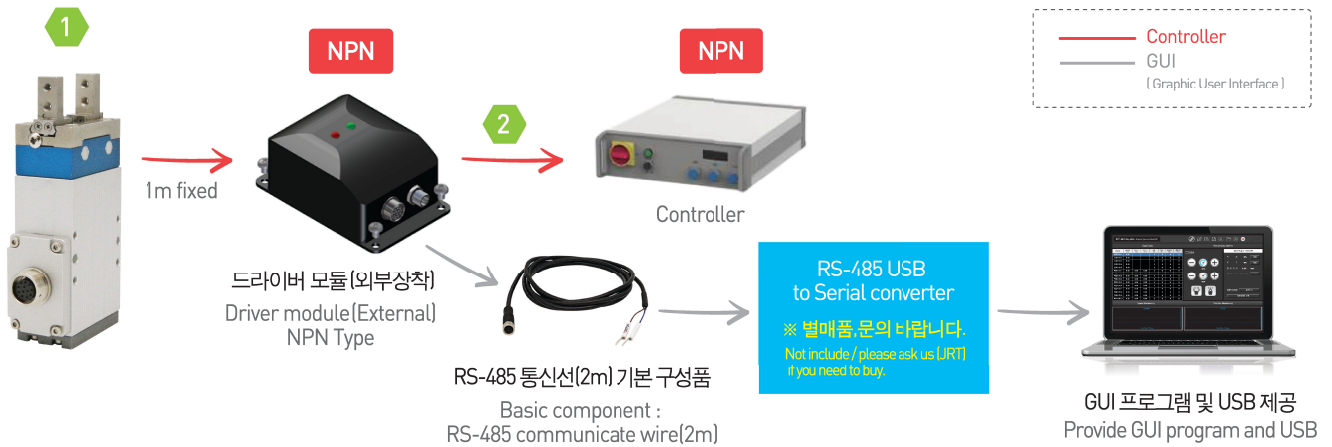 1
NPN
2
NPN
Controller
GUI
( Graphic User Interface )
1m fixed
Controller
드라이버 모듈(외부장착)
Driver module(External)
NPN Type
RS-485 통신선(2m) 기본 구성품
Basic component :
RS-485 communicate wire(2m)
RS-485 USB
to Serial converter
※ 별매품,문의 바랍니다.
Not include / please ask us (JRT)
if you need to buy.
GUI 프로그램 및 USB 제공
Provide GUI program and USB